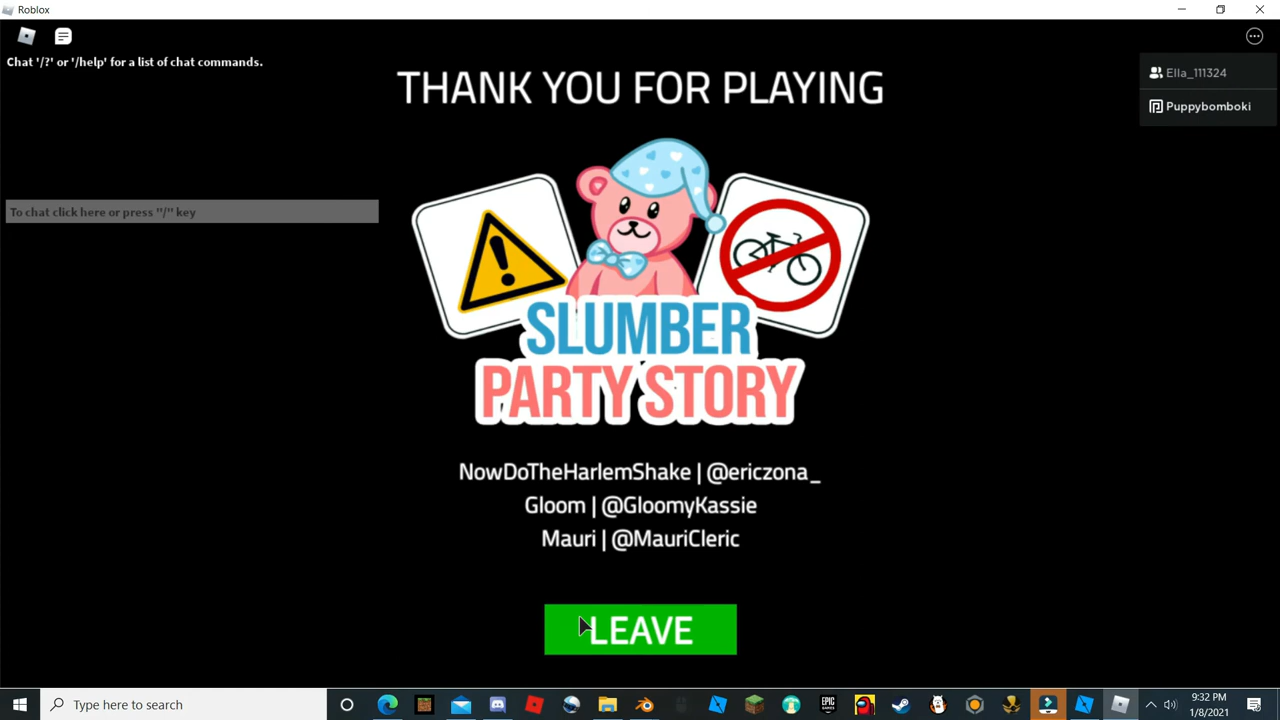 Roblox
Chat '/?' or '/help' for a list of chat commands.
To chat click here or press "/" key
Ella_111324
Puppybomboki
THANK YOU FOR PLAYING
SLUMBER
PARTY STORY
NowDoTheHarlemShake | @ericzona_
Gloom | @GloomyKassie
Mauri | @MauriCleric
LEAVE
Type here to search
EPIC
GAMES
9:32 PM
1/8/2021